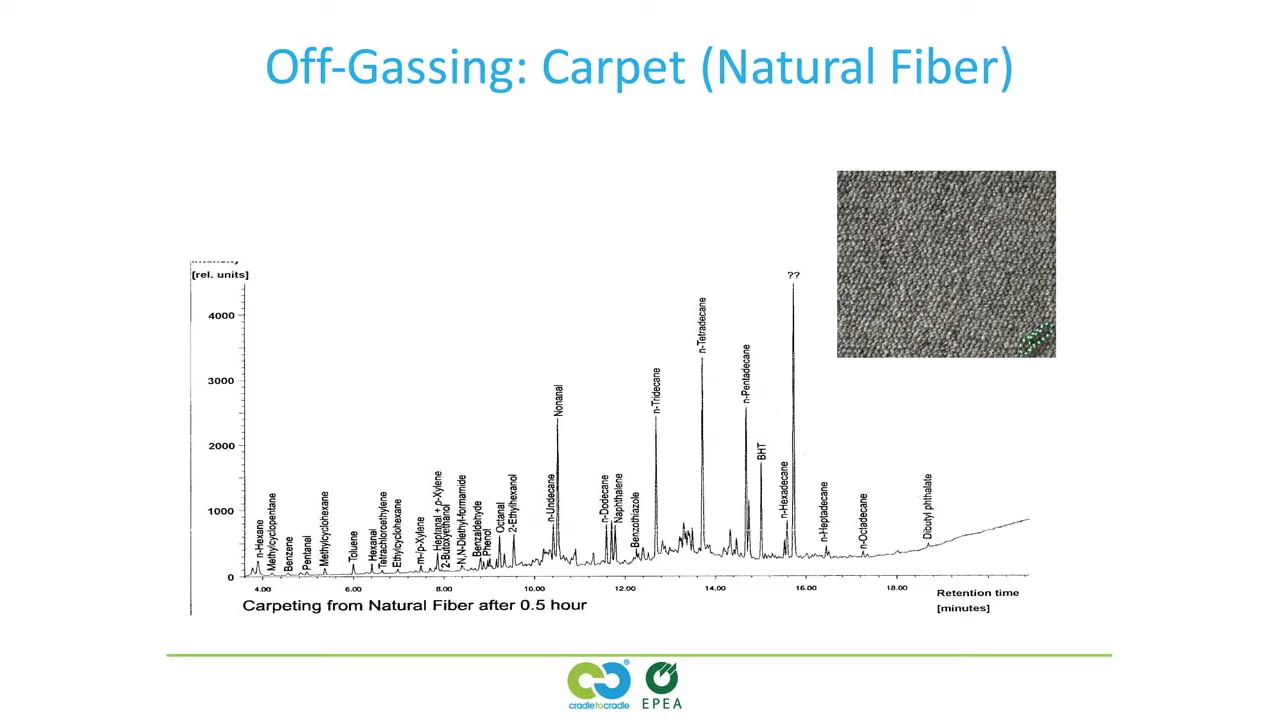 Off-Gassing: Carpet (Natural Fiber)
[rel. units]
4000
3000
2000
1000
0
n-Hexane
Methylcyclopentane
Benzene
Pentanal
Methylcyclohexane
Toluene
Hexanal
Tetrachloroethylene
Ethylcyclohexane
m-/p-Xylene
Heptanal + p-Xylene
2-Butoxyethanol
N,N-Diethyl-formamide
Benzaldehyde
Phenol
Octanal
2-Ethylhexanol
n-Undecane
Nonanal
n-Dodecane
Naphthalene
Benzothiazole
n-Tridecane
n-Tetradecane
n-Pentadecane
BHT
n-Hexadecane
??
n-Heptadecane
n-Octadecane
Dibutyl phthalate
4.00 6.00 8.00 10.00 12.00 14.00 16.00 18.00
Retention time
[minutes]
Carpeting from Natural Fiber after 0.5 hour
cradletocradle
®
EPEA